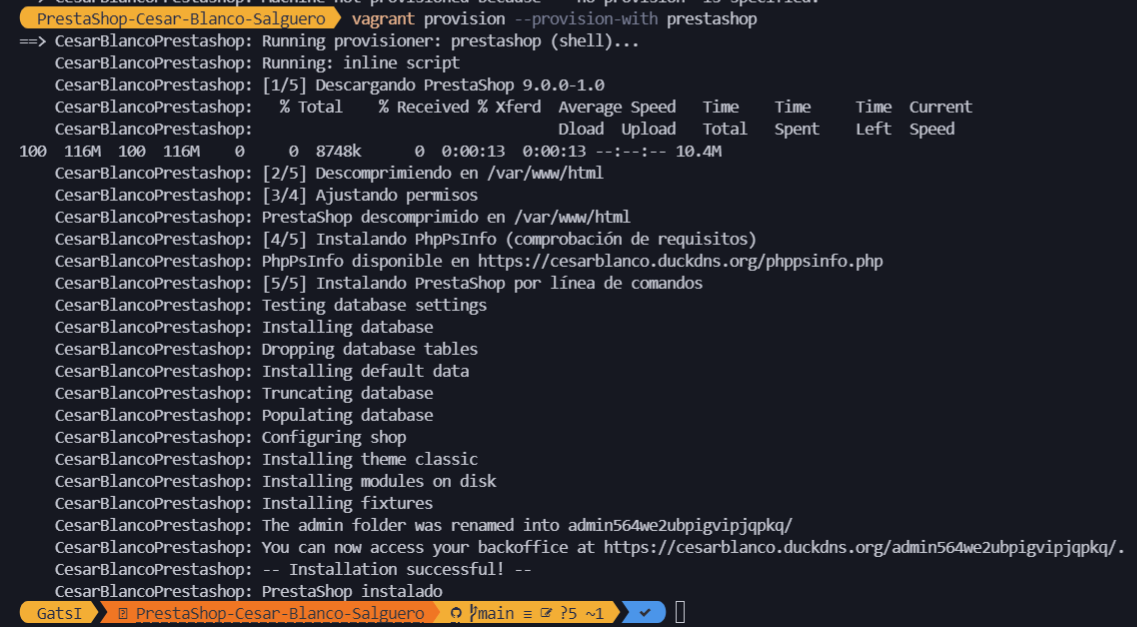 PrestaShop-Cesar-Blanco-Salguero vagrant provision --provision-with prestashop
==> CesarBlancoPrestashop: Running provisioner: prestashop (shell)...
CesarBlancoPrestashop: Running: inline script
CesarBlancoPrestashop: [1/5] Descargando PrestaShop 9.0.0-1.0
CesarBlancoPrestashop: % Total % Received % Xferd Average Speed Time Time Time Current
CesarBlancoPrestashop: Dload Upload Total Spent Left Speed
100 116M 100 116M 0 0 8748k 0 0:00:13 0:00:13 --:--:-- 10.4M
CesarBlancoPrestashop: [2/5] Descomprimiendo en /var/www/html
CesarBlancoPrestashop: [3/4] Ajustando permisos
CesarBlancoPrestashop: PrestaShop descomprimido en /var/www/html
CesarBlancoPrestashop: [4/5] Instalando PhpPsInfo (comprobación de requisitos)
CesarBlancoPrestashop: PhpPsInfo disponible en https://cesarblanco.duckdns.org/phppsinfo.php
CesarBlancoPrestashop: [5/5] Instalando PrestaShop por línea de comandos
CesarBlancoPrestashop: Testing database settings
CesarBlancoPrestashop: Installing database
CesarBlancoPrestashop: Dropping database tables
CesarBlancoPrestashop: Installing default data
CesarBlancoPrestashop: Truncating database
CesarBlancoPrestashop: Populating database
CesarBlancoPrestashop: Configuring shop
CesarBlancoPrestashop: Installing theme classic
CesarBlancoPrestashop: Installing modules on disk
CesarBlancoPrestashop: Installing fixtures
CesarBlancoPrestashop: The admin folder was renamed into admin564we2ubpigvipjqpkq/
CesarBlancoPrestashop: You can now access your backoffice at https://cesarblanco.duckdns.org/admin564we2ubpigvipjqpkq/.
CesarBlancoPrestashop: -- Installation successful! --
CesarBlancoPrestashop: PrestaShop instalado
GatsI PrestaShop-Cesar-Blanco-Salguero main ≡ ?5 ~1 ✓